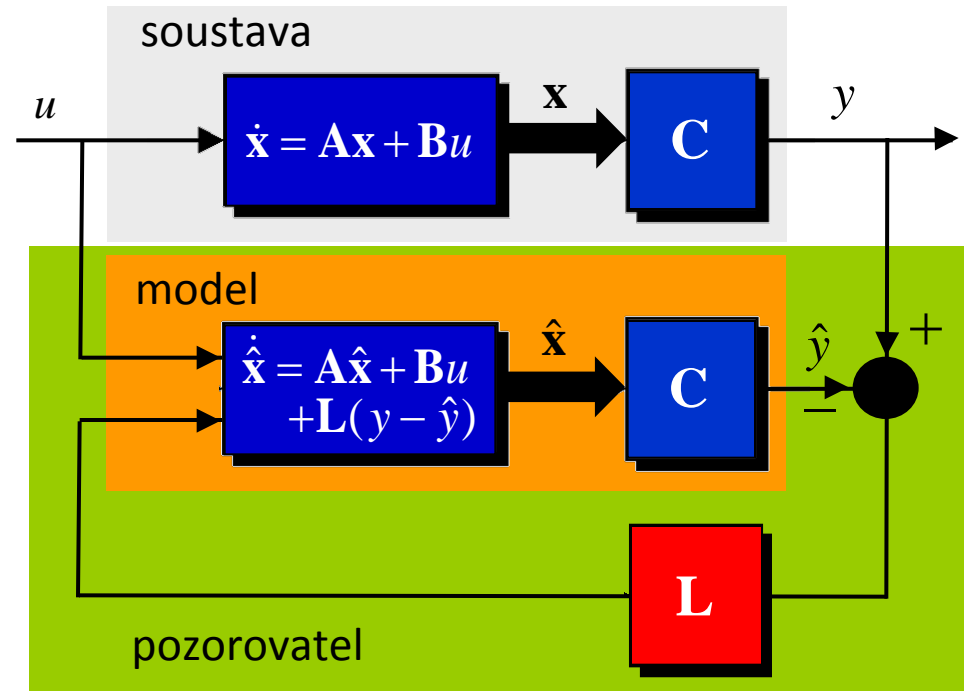 soustava
u
ẋ = Ax + Bu
x
C
y
model
x̂̇ = Ax̂ + Bu
+L(y − ŷ)
x̂
C
ŷ
+
−
L
pozorovatel